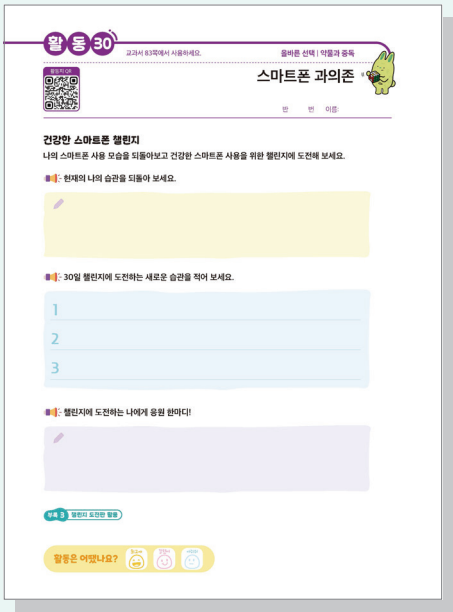 활동 30
교과서 83쪽에서 사용하세요.
올바른 선택 | 약물과 중독
활동지 QR
스마트폰 과의존
반 번 이름:
건강한 스마트폰 챌린지
나의 스마트폰 사용 모습을 되돌아보고 건강한 스마트폰 사용을 위한 챌린지에 도전해 보세요.
현재의 나의 습관을 되돌아 보세요.
30일 챌린지에 도전하는 새로운 습관을 적어 보세요.
1
2
3
챌린지에 도전하는 나에게 응원 한마디!
부록 3 챌린지 도전판 활용
활동은 어땠나요?